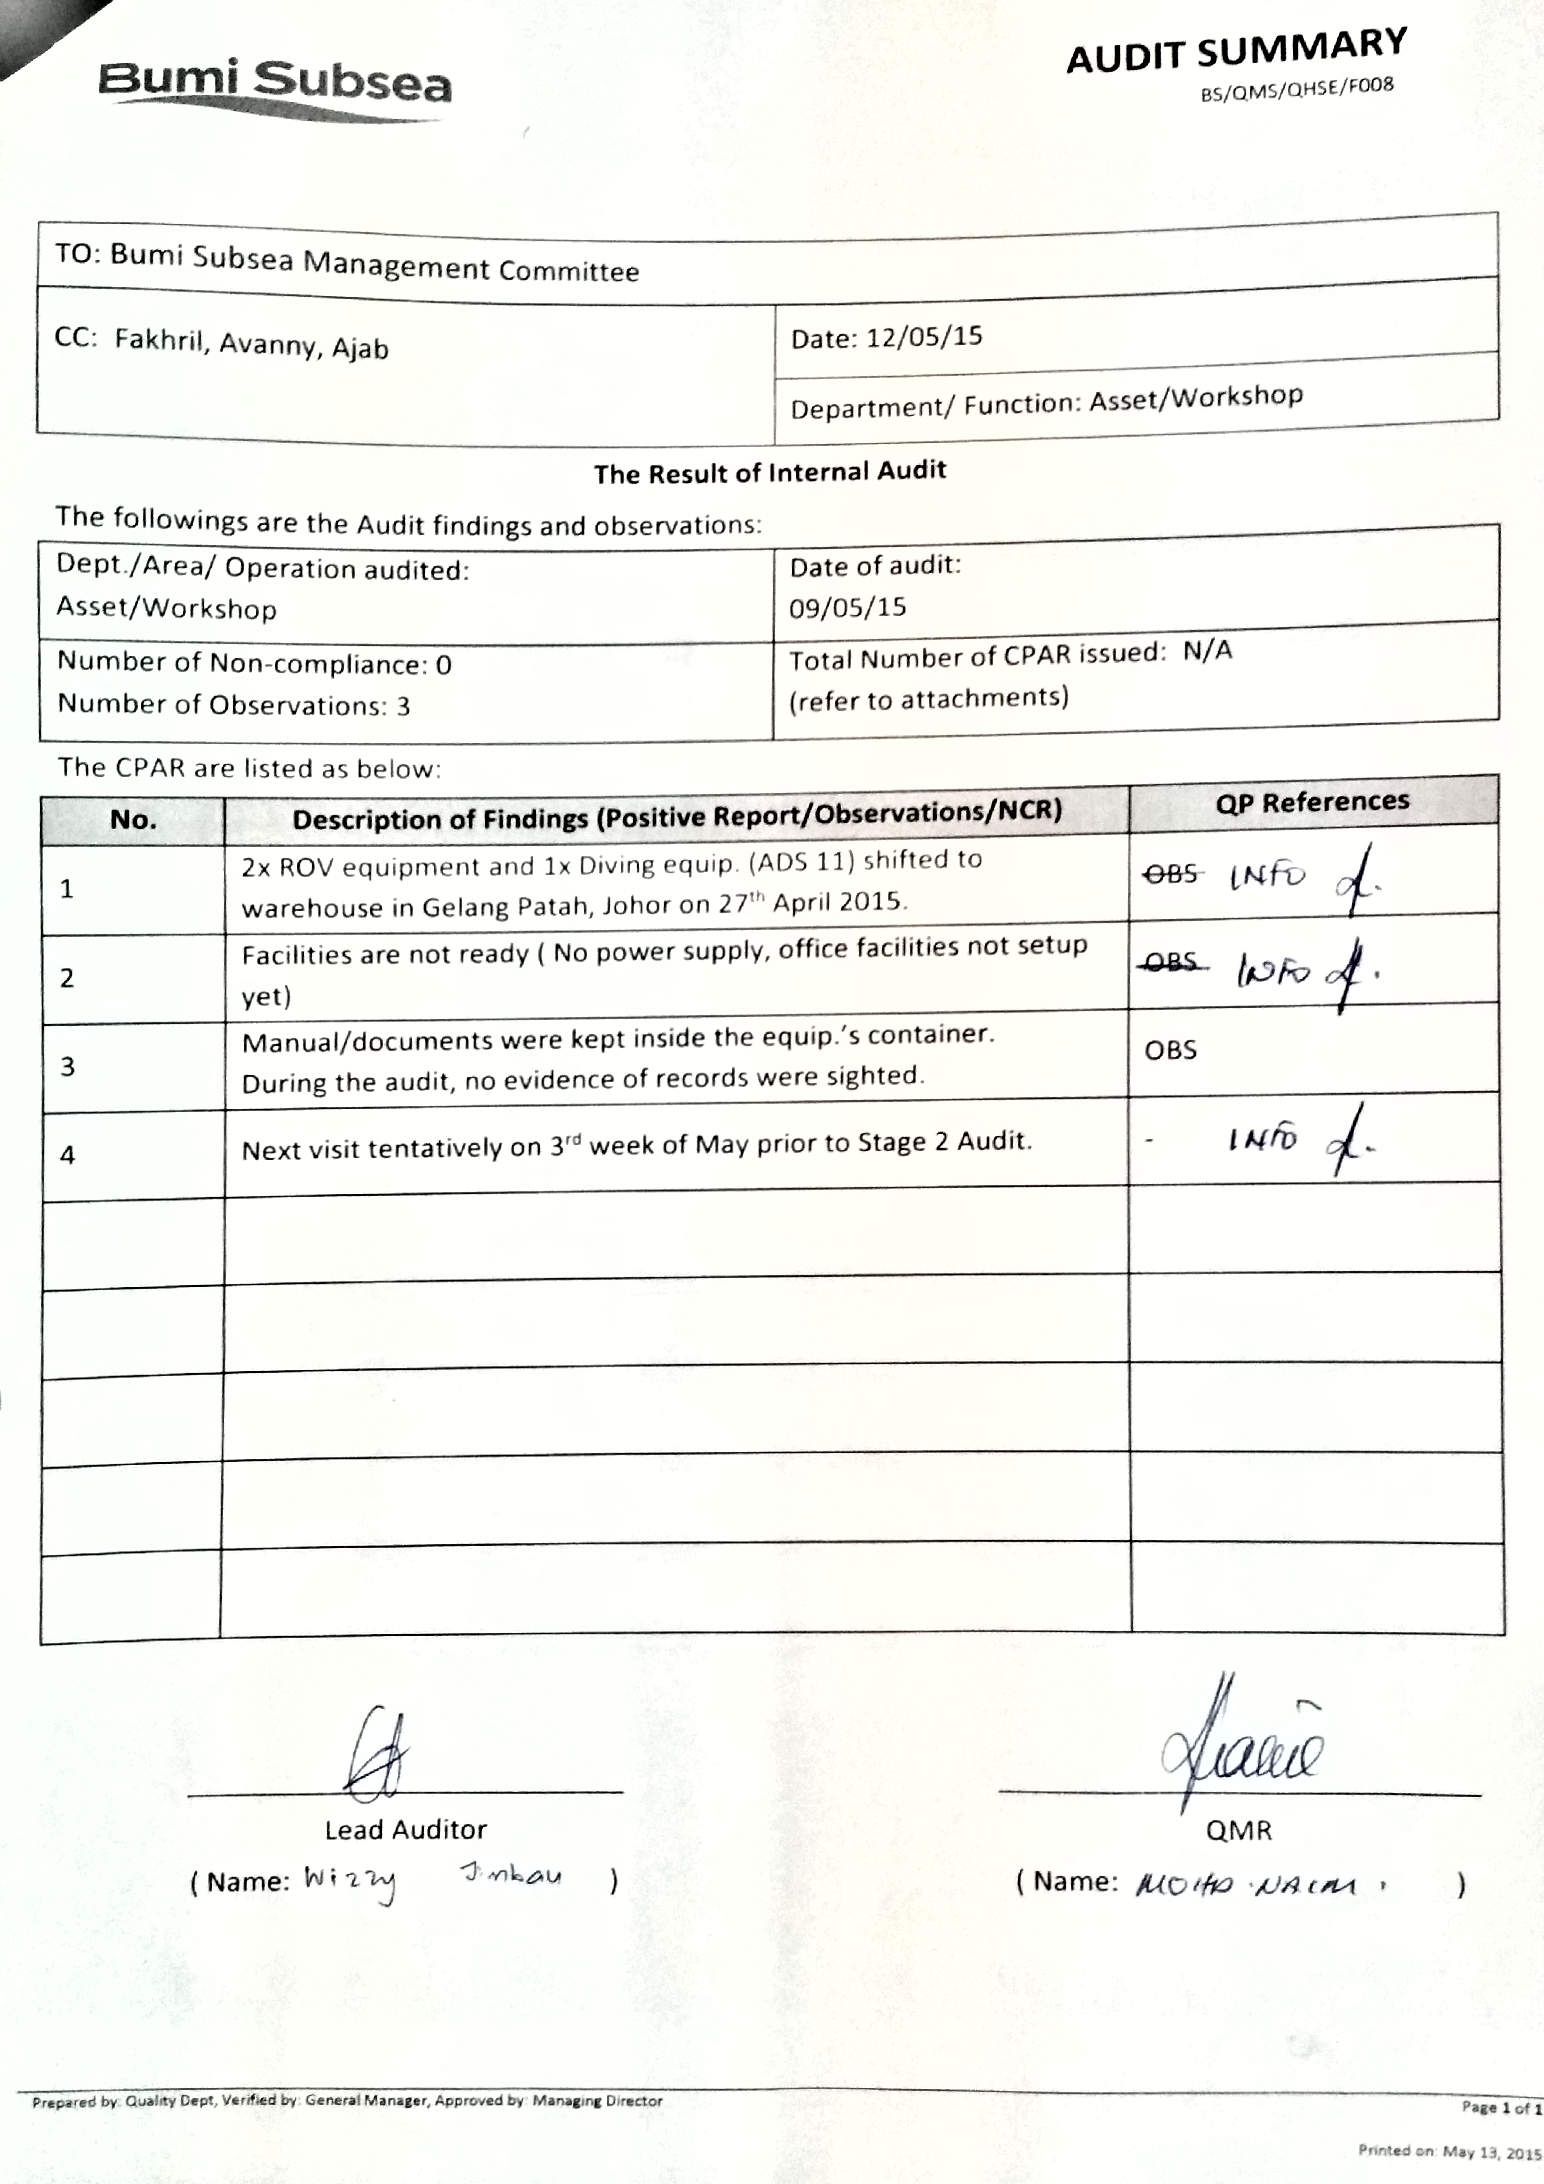 Bumi Subsea
AUDIT SUMMARY
BS/QMS/QHSE/F008
TO: Bumi Subsea Management Committee
CC: Fakhril, Avanny, Ajab
Date: 12/05/15
Department/ Function: Asset/Workshop
The Result of Internal Audit
The followings are the Audit findings and observations:
Dept./Area/ Operation audited:
Asset/Workshop
Date of audit:
09/05/15
Number of Non-compliance: 0
Number of Observations: 3
Total Number of CPAR issued: N/A
(refer to attachments)
The CPAR are listed as below:
No. Description of Findings (Positive Report/Observations/NCR) QP References
1
2x ROV equipment and 1x Diving equip. (ADS 11) shifted to
warehouse in Gelang Patah, Johor on 27th April 2015.
OBS INFO
2
Facilities are not ready ( No power supply, office facilities not setup
yet)
OBS INFO
3
Manual/documents were kept inside the equip.'s container.
During the audit, no evidence of records were sighted.
OBS
4
Next visit tentatively on 3rd week of May prior to Stage 2 Audit.
- INFO
Lead Auditor
(Name: Wizzy )
QMR
(Name: MOHD. NAIM. )
Prepared by: Quality Dept, Verified by: General Manager, Approved by: Managing Director
Page 1 of 1
Printed on: May 13, 2015